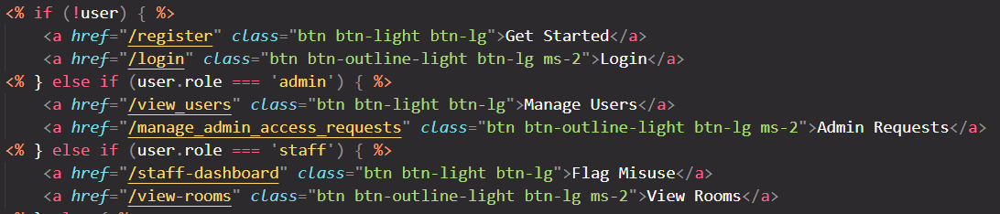 <% if (!user) { %>
    <a href="/register" class="btn btn-light btn-lg">Get Started</a>
    <a href="/login" class="btn btn-outline-light btn-lg ms-2">Login</a>
<% } else if (user.role === 'admin') { %>
    <a href="/view_users" class="btn btn-light btn-lg">Manage Users</a>
    <a href="/manage_admin_access_requests" class="btn btn-outline-light btn-lg ms-2">Admin Requests</a>
<% } else if (user.role === 'staff') { %>
    <a href="/staff-dashboard" class="btn btn-light btn-lg">Flag Misuse</a>
    <a href="/view-rooms" class="btn btn-outline-light btn-lg ms-2">View Rooms</a>